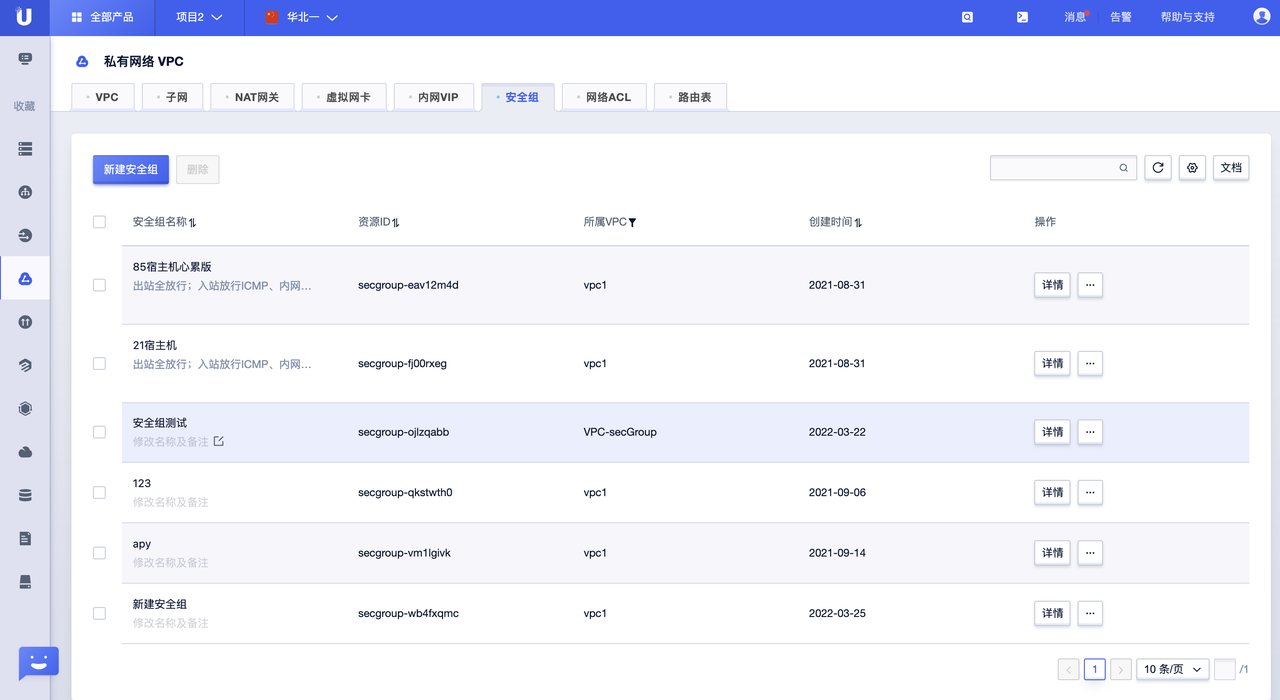 全部产品
项目2
华北一
消息
告警
帮助与支持
收藏
私有网络 VPC
VPC
子网
NAT网关
虚拟网卡
内网VIP
安全组
网络ACL
路由表
新建安全组
删除
文档
安全组名称
资源ID
所属VPC
创建时间
操作
85宿主机心累版
出站全放行；入站放行ICMP、内网...
secgroup-eav12m4d
vpc1
2021-08-31
详情
...
21宿主机
出站全放行；入站放行ICMP、内网...
secgroup-fj00rxeg
vpc1
2021-08-31
详情
...
安全组测试
修改名称及备注
secgroup-ojlzqabb
VPC-secGroup
2022-03-22
详情
...
123
修改名称及备注
secgroup-qkstwth0
vpc1
2021-09-06
详情
...
apy
修改名称及备注
secgroup-vm1lgivk
vpc1
2021-09-14
详情
...
新建安全组
修改名称及备注
secgroup-wb4fxqmc
vpc1
2022-03-25
详情
...
1
10 条/页
/1